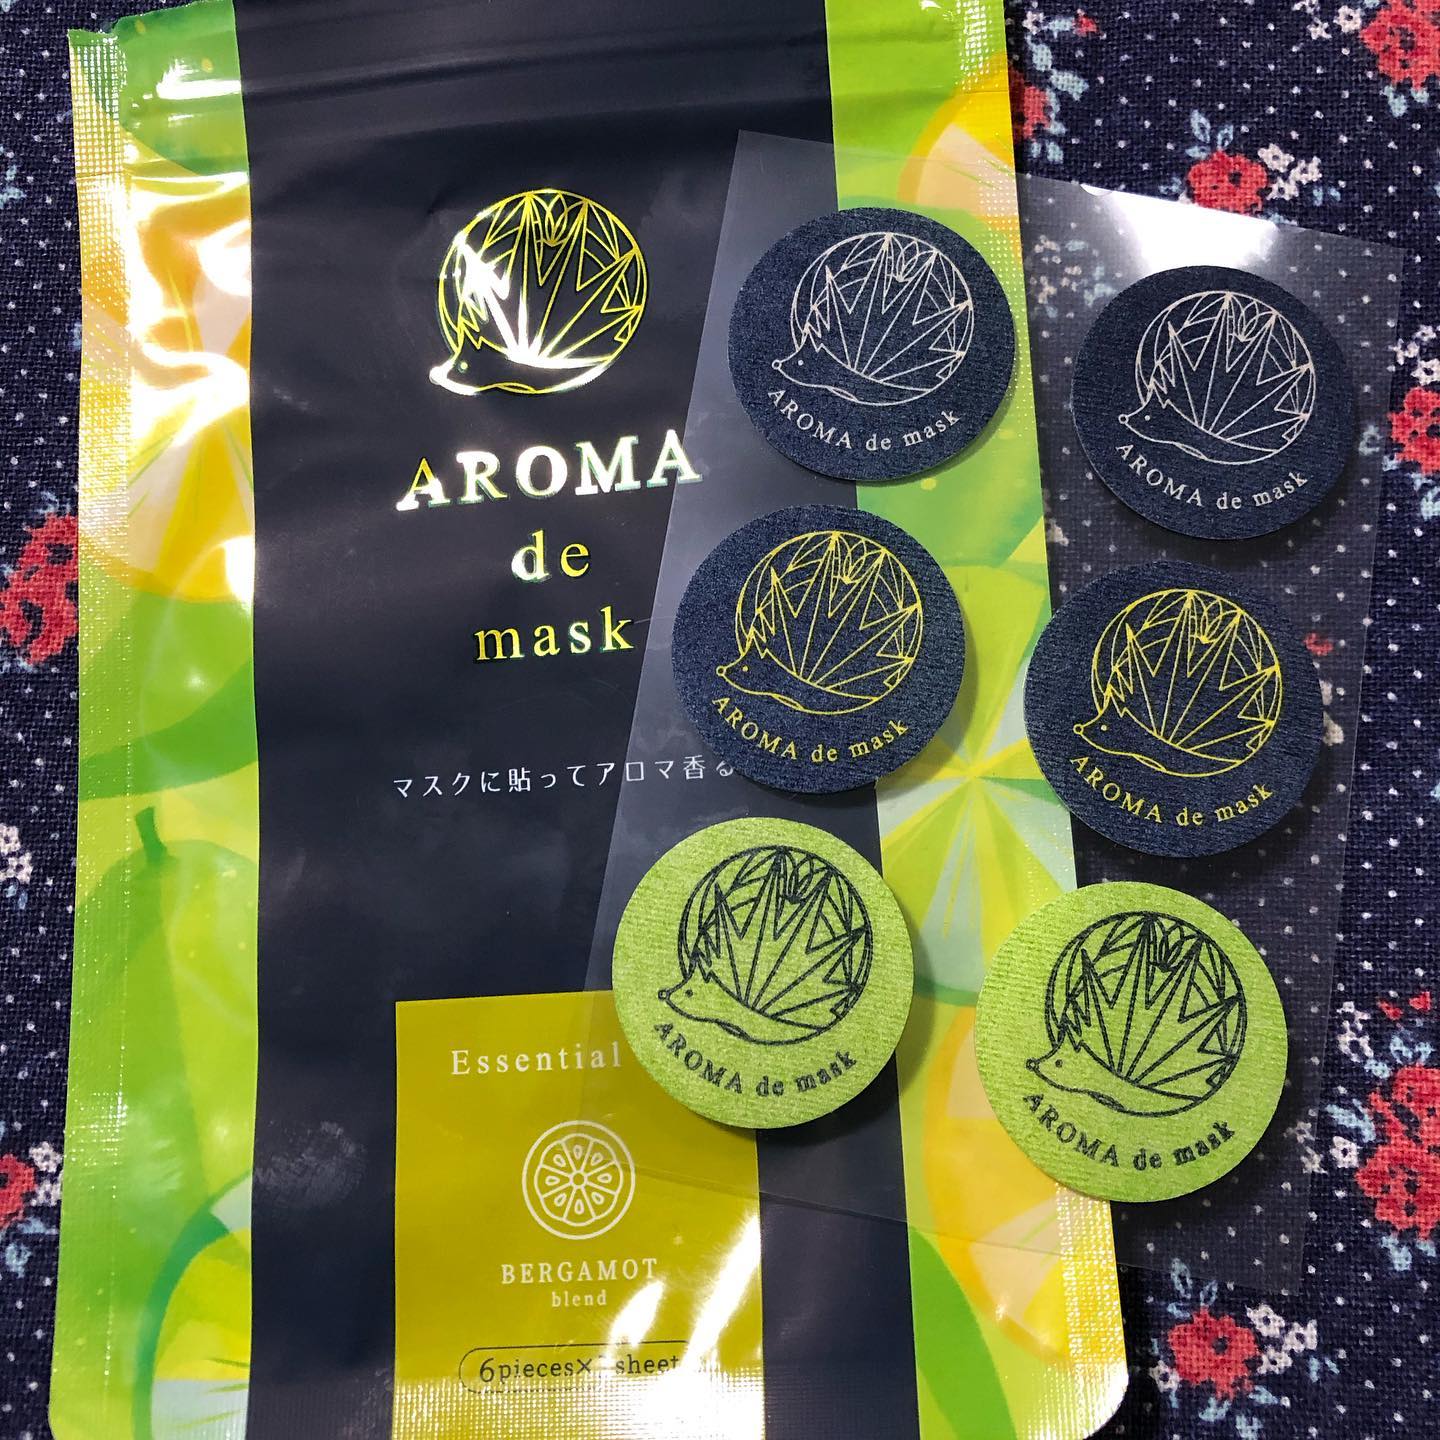 AROMA
de
mask
マスクに貼ってアロマ香る
Essential
BERGAMOT
blend
6pieces× sheet
AROMA de mask
AROMA de mask
AROMA de mask
AROMA de mask
AROMA de mask
AROMA de mask